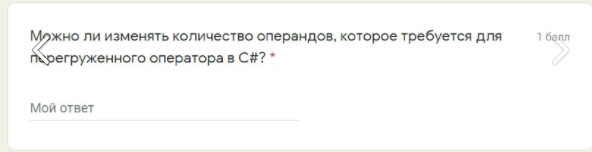 Можно ли изменять количество операндов, которое требуется для
перегруженного оператора в C#? *
1 балл
Мой ответ